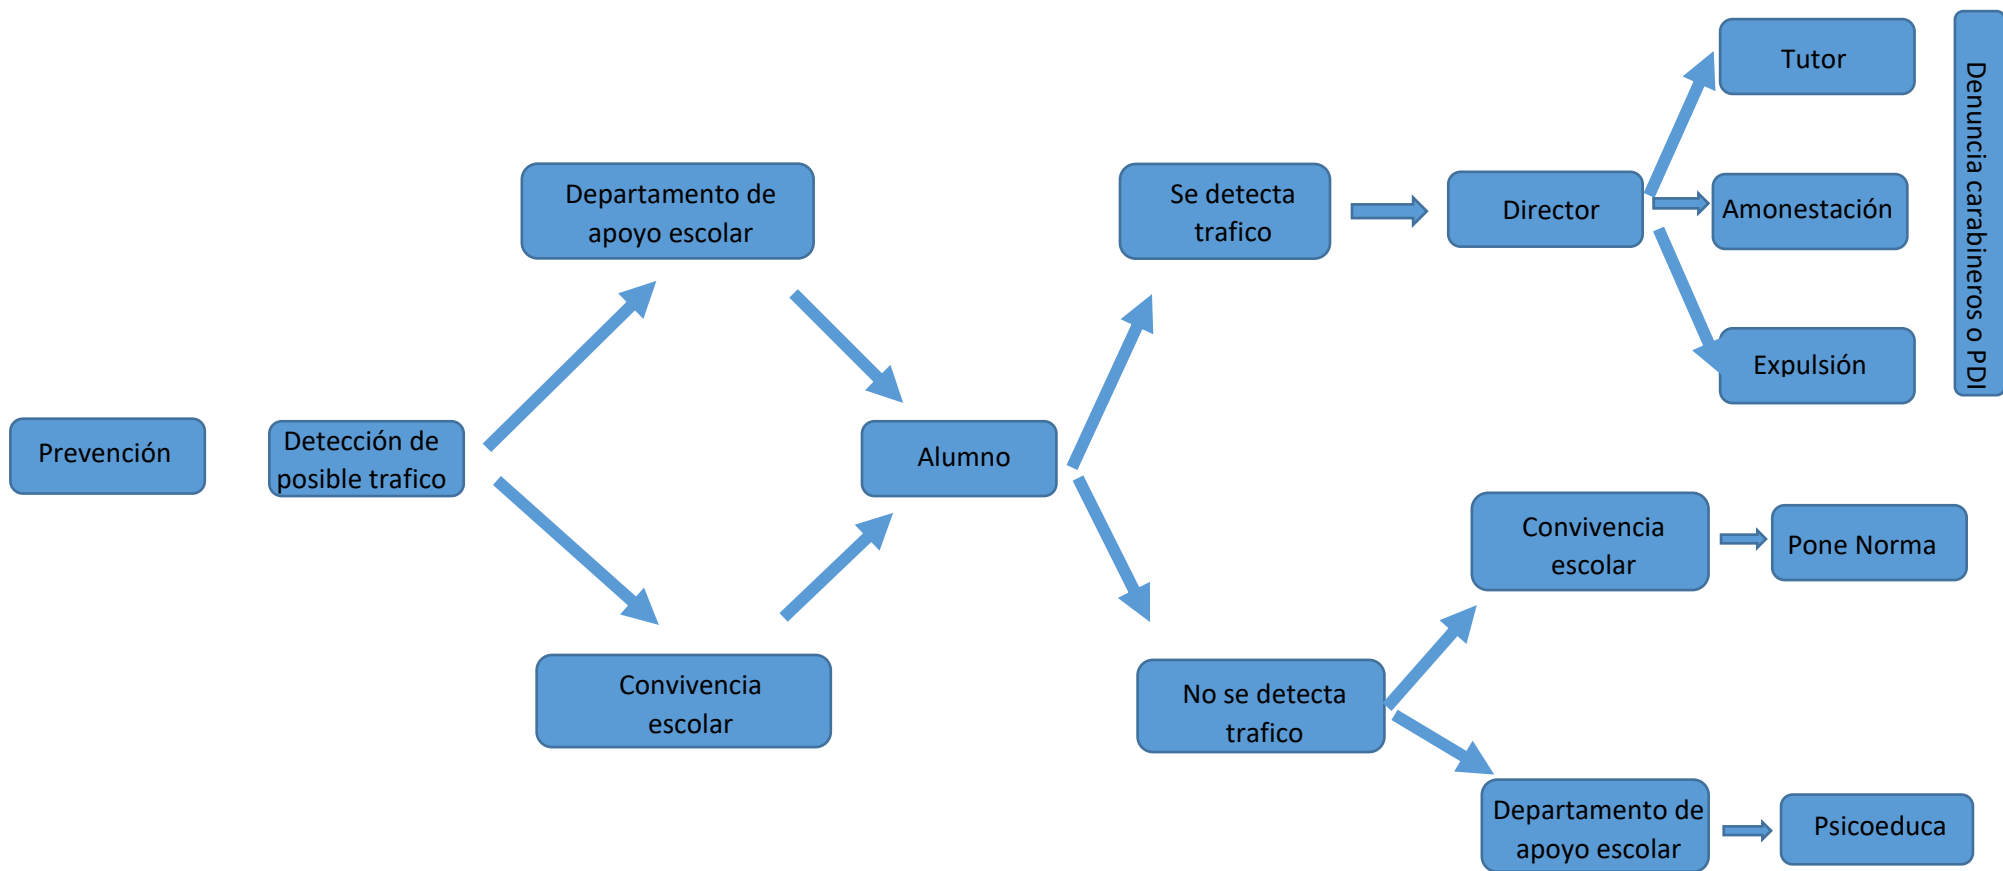 Prevención
Detección de
posible trafico
Departamento de
apoyo escolar
Convivencia
escolar
Alumno
Se detecta
trafico
Director
Tutor
Amonestación
Expulsión
Denuncia carabineros o PDI
No se detecta
trafico
Convivencia
escolar
Pone Norma
Departamento de
apoyo escolar
Psicoeduca